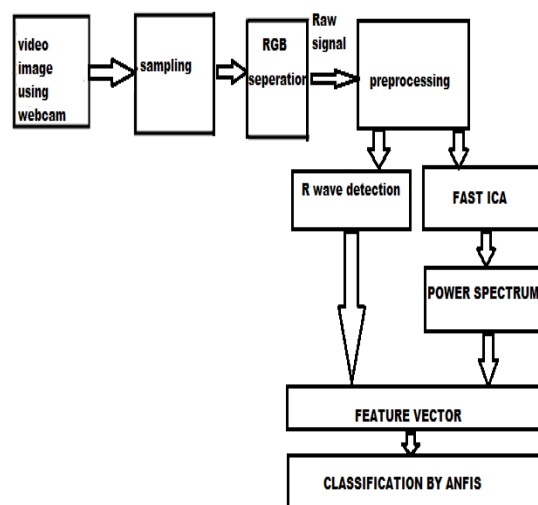 video
image
using
webcam
sampling
RGB
seperation
Raw
signal
preprocessing
R wave detection
FAST ICA
POWER SPECTRUM
FEATURE VECTOR
CLASSIFICATION BY ANFIS